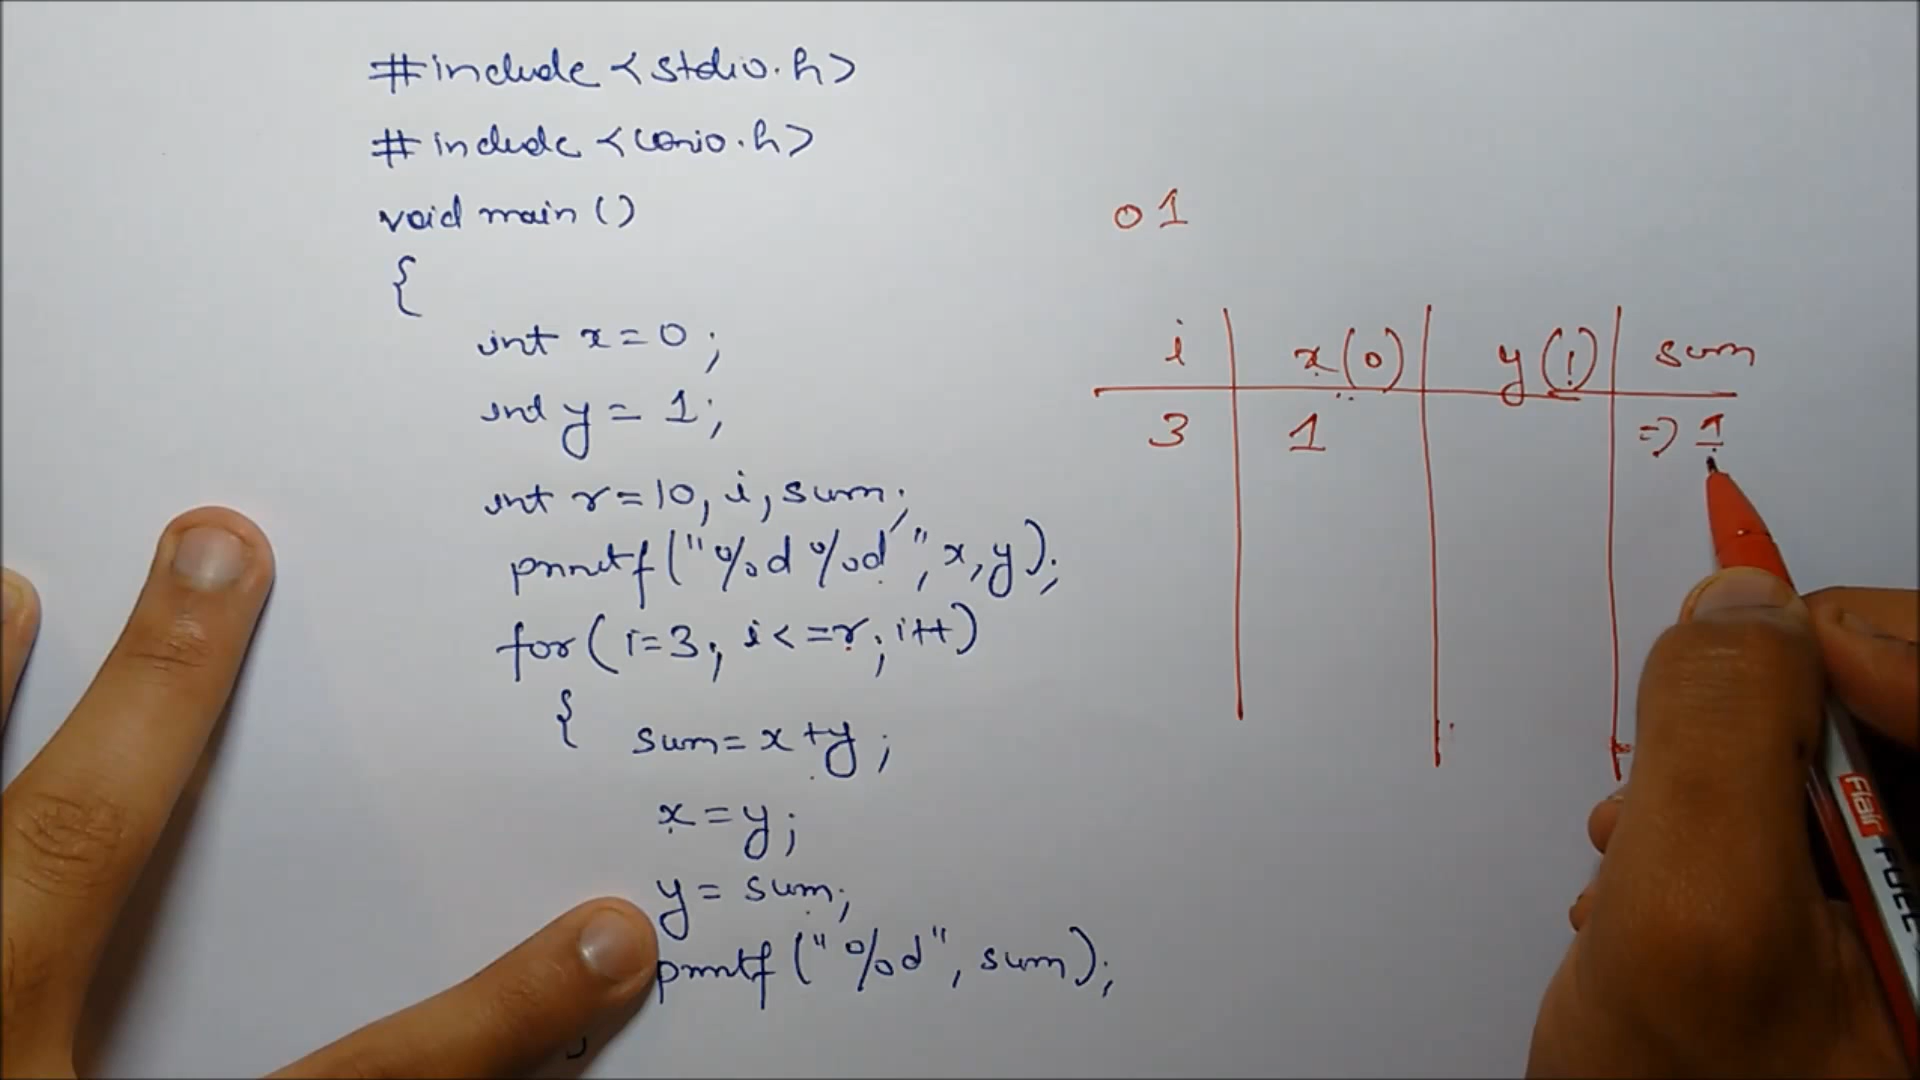 #include <stdio.h>
#include <conio.h>
void main()
{
int x=0;
int y=1;
int r=10, i, sum;
printf("%d %d", x,y);
for(i=3; i<=r; i++)
{ sum=x+y;
x=y;
y=sum;
printf("%d", sum);
0 1
i x(0) y(1) sum
3 1 => 1
Flair